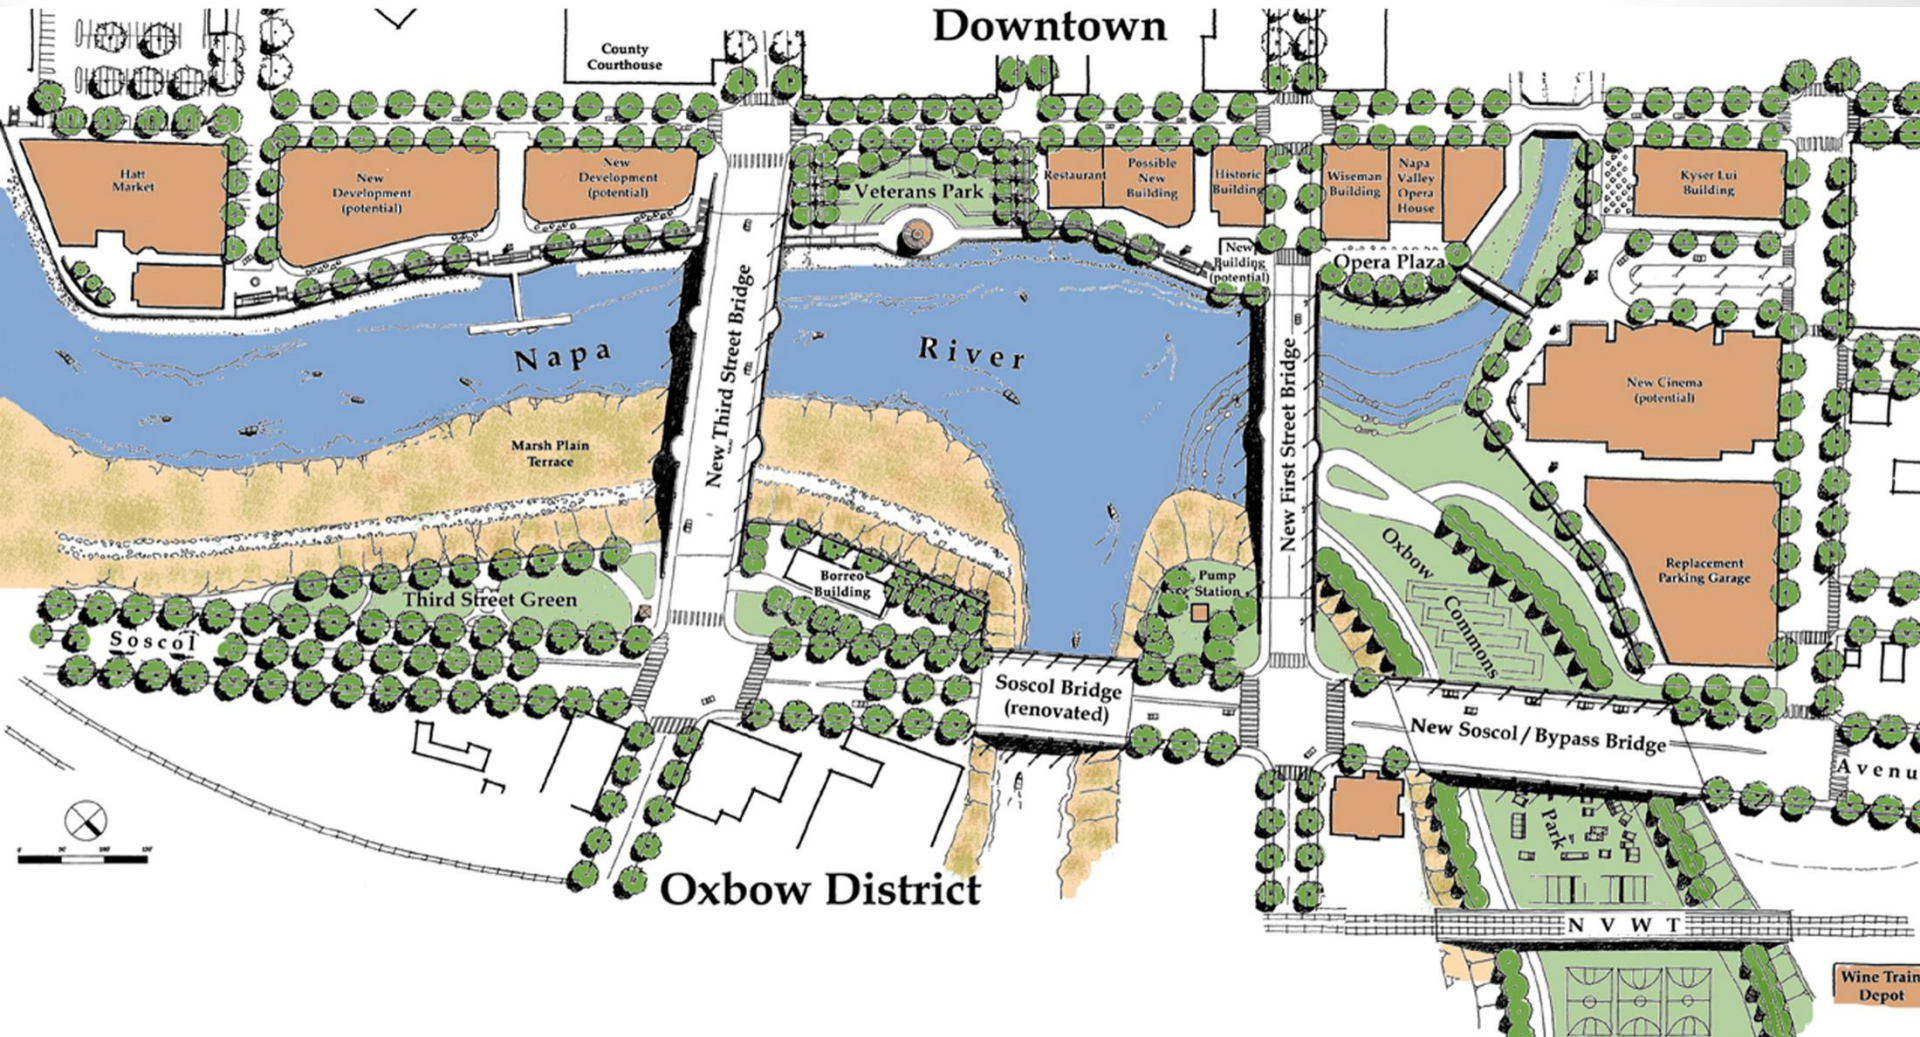 Downtown
County
Courthouse
Hatt
Market
New
Development
(potential)
New
Development
(potential)
Veterans Park
Restaurant
Possible
New
Building
Historic
Building
Wiseman
Building
Napa
Valley
Opera
House
Kyser Lui
Building
New
Building
(potential)
Opera Plaza
New Third Street Bridge
New First Street Bridge
Napa
River
New Cinema
(potential)
Marsh Plain
Terrace
Replacement
Parking Garage
Oxbow
Commons
Pump
Station
Borreo
Building
Third Street Green
Soscol
Soscol Bridge
(renovated)
New Soscol / Bypass Bridge
Avenu
Park
Oxbow District
N V W T
Wine Train
Depot